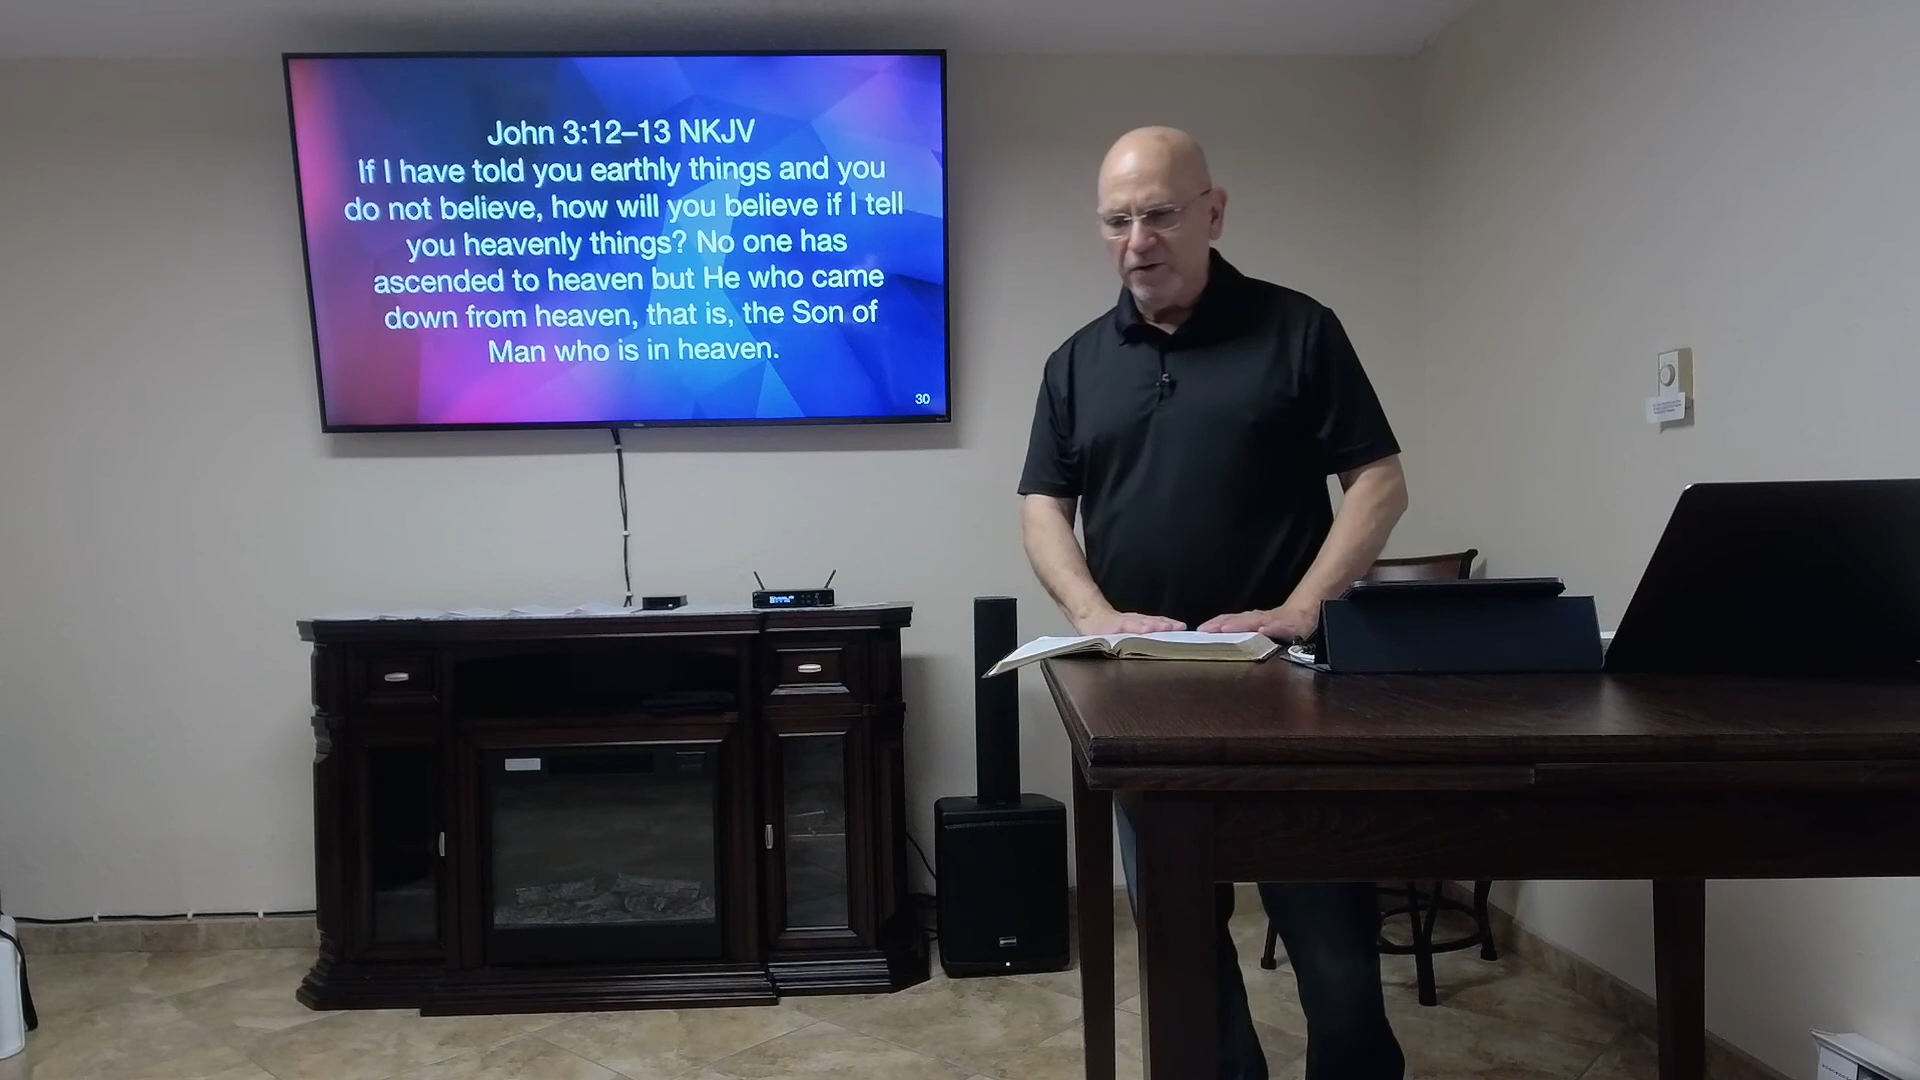 John 3:12–13 NKJV
If I have told you earthly things and you
do not believe, how will you believe if I tell
you heavenly things? No one has
ascended to heaven but He who came
down from heaven, that is, the Son of
Man who is in heaven.
30